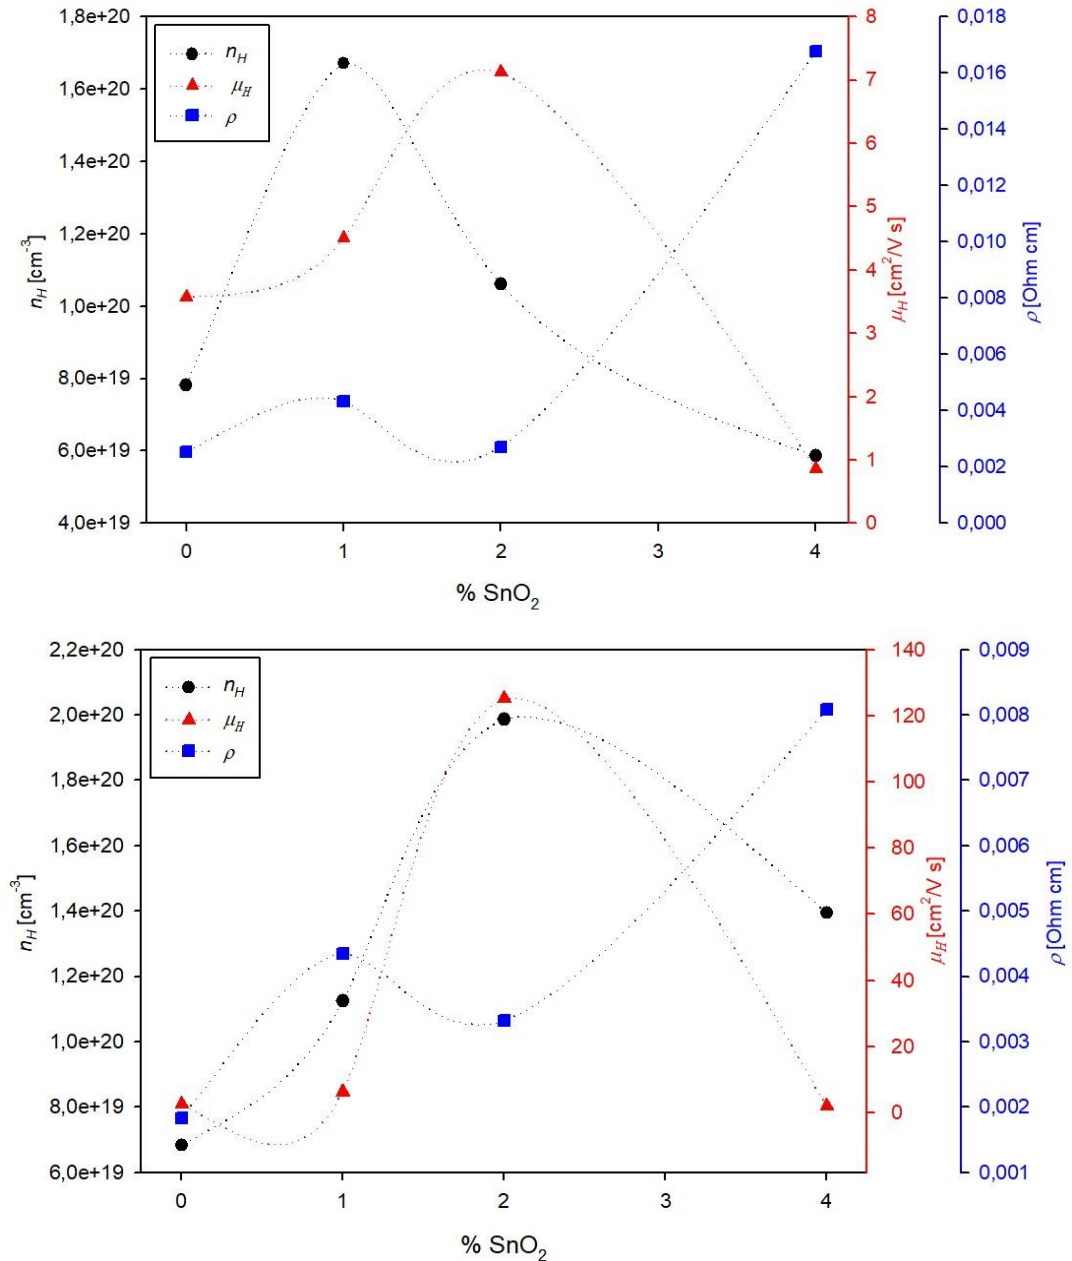 1,8e+20
1,6e+20
1,4e+20
1,2e+20
1,0e+20
8,0e+19
6,0e+19
4,0e+19
n_H [cm⁻³]
n_H
μ_H
ρ
0
1
2
3
4
% SnO₂
8
7
6
5
4
3
2
1
0
μ_H [cm²/V s]
0,018
0,016
0,014
0,012
0,010
0,008
0,006
0,004
0,002
0,000
ρ [Ohm cm]
2,2e+20
2,0e+20
1,8e+20
1,6e+20
1,4e+20
1,2e+20
1,0e+20
8,0e+19
6,0e+19
n_H [cm⁻³]
n_H
μ_H
ρ
0
1
2
3
4
% SnO₂
140
120
100
80
60
40
20
0
μ_H [cm²/V s]
0,009
0,008
0,007
0,006
0,005
0,004
0,003
0,002
0,001
ρ [Ohm cm]